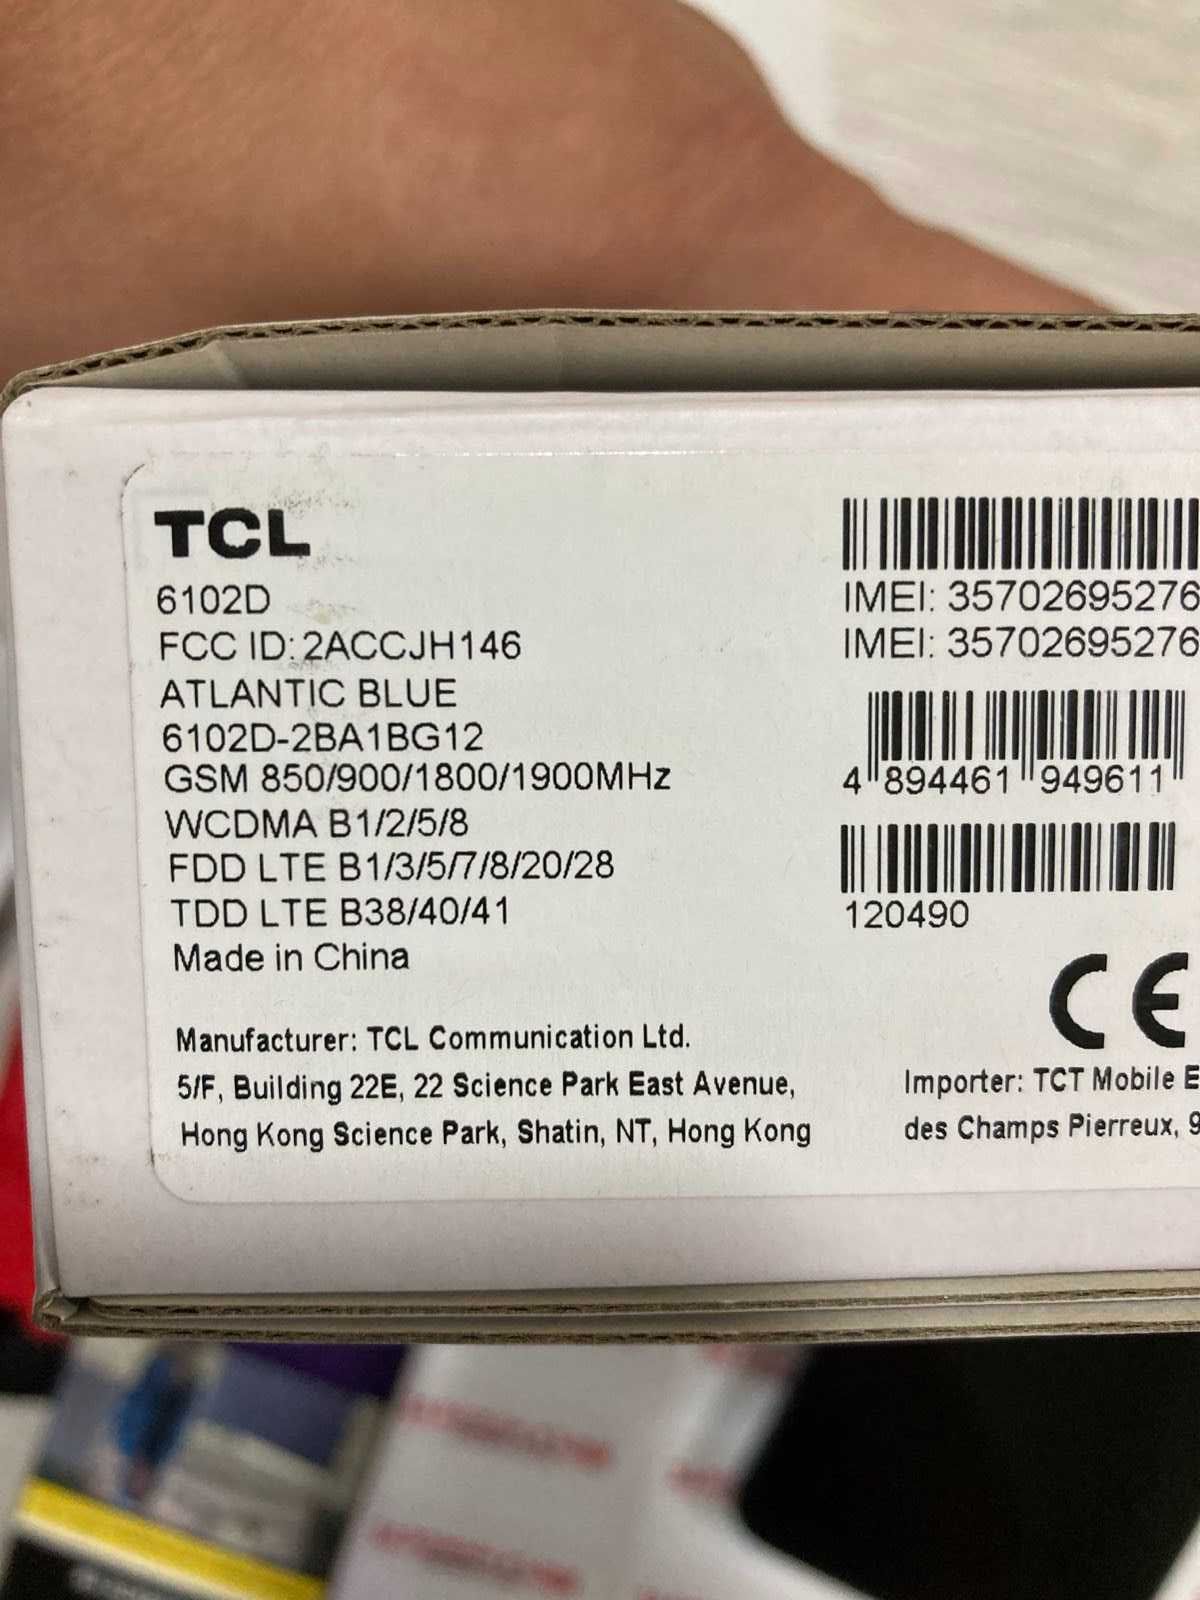 TCL
6102D
FCC ID: 2ACCJH146
ATLANTIC BLUE
6102D-2BA1BG12
GSM 850/900/1800/1900MHz
WCDMA B1/2/5/8
FDD LTE B1/3/5/7/8/20/28
TDD LTE B38/40/41
Made in China
Manufacturer: TCL Communication Ltd.
5/F, Building 22E, 22 Science Park East Avenue,
Hong Kong Science Park, Shatin, NT, Hong Kong
IMEI: 35702695276
IMEI: 35702695276
4 894461 949611
120490
CE
Importer: TCT Mobile E
des Champs Pierreux, 9